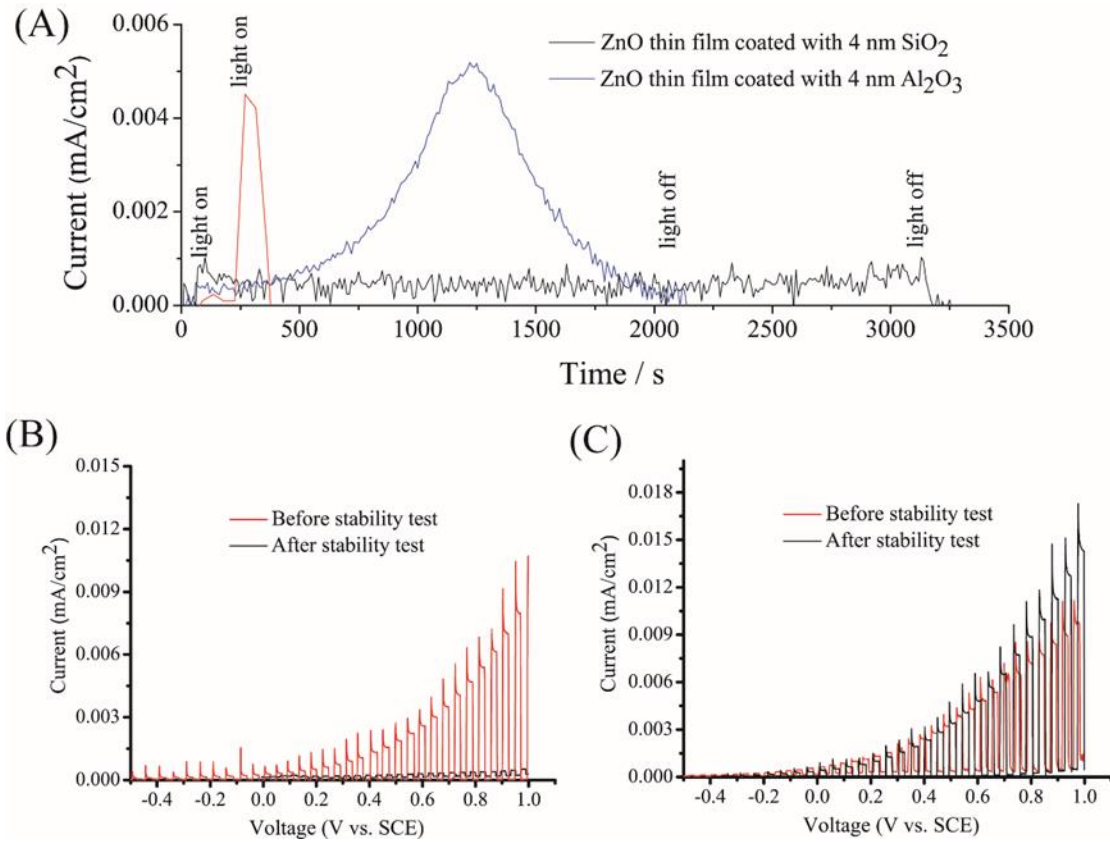 (A)
0.006
0.004
0.002
0.000
Current (mA/cm²)
light on
light on
light off
light off
ZnO thin film coated with 4 nm SiO₂
ZnO thin film coated with 4 nm Al₂O₃
0 500 1000 1500 2000 2500 3000 3500
Time / s
(B)
0.015
0.012
0.009
0.006
0.003
0.000
Current (mA/cm²)
Before stability test
After stability test
-0.4 -0.2 0.0 0.2 0.4 0.6 0.8 1.0
Voltage (V vs. SCE)
(C)
0.018
0.015
0.012
0.009
0.006
0.003
0.000
Current (mA/cm²)
Before stability test
After stability test
-0.4 -0.2 0.0 0.2 0.4 0.6 0.8 1.0
Voltage (V vs. SCE)